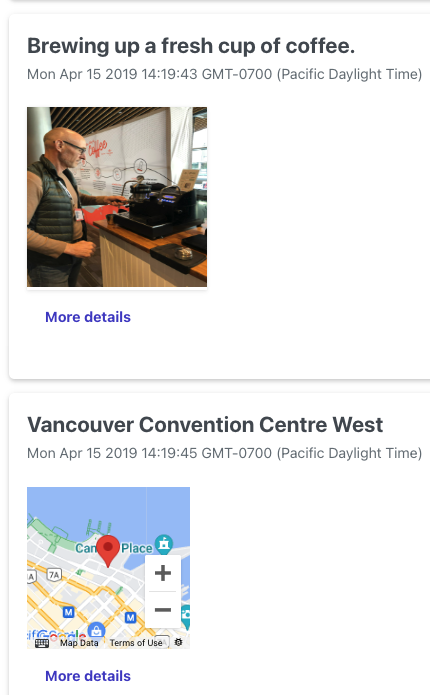 Brewing up a fresh cup of coffee.
Mon Apr 15 2019 14:19:43 GMT-0700 (Pacific Daylight Time)
Coffee
More details
Vancouver Convention Centre West
Mon Apr 15 2019 14:19:45 GMT-0700 (Pacific Daylight Time)
Place
7A
7A
M
M
Map Data
Terms of Use
More details